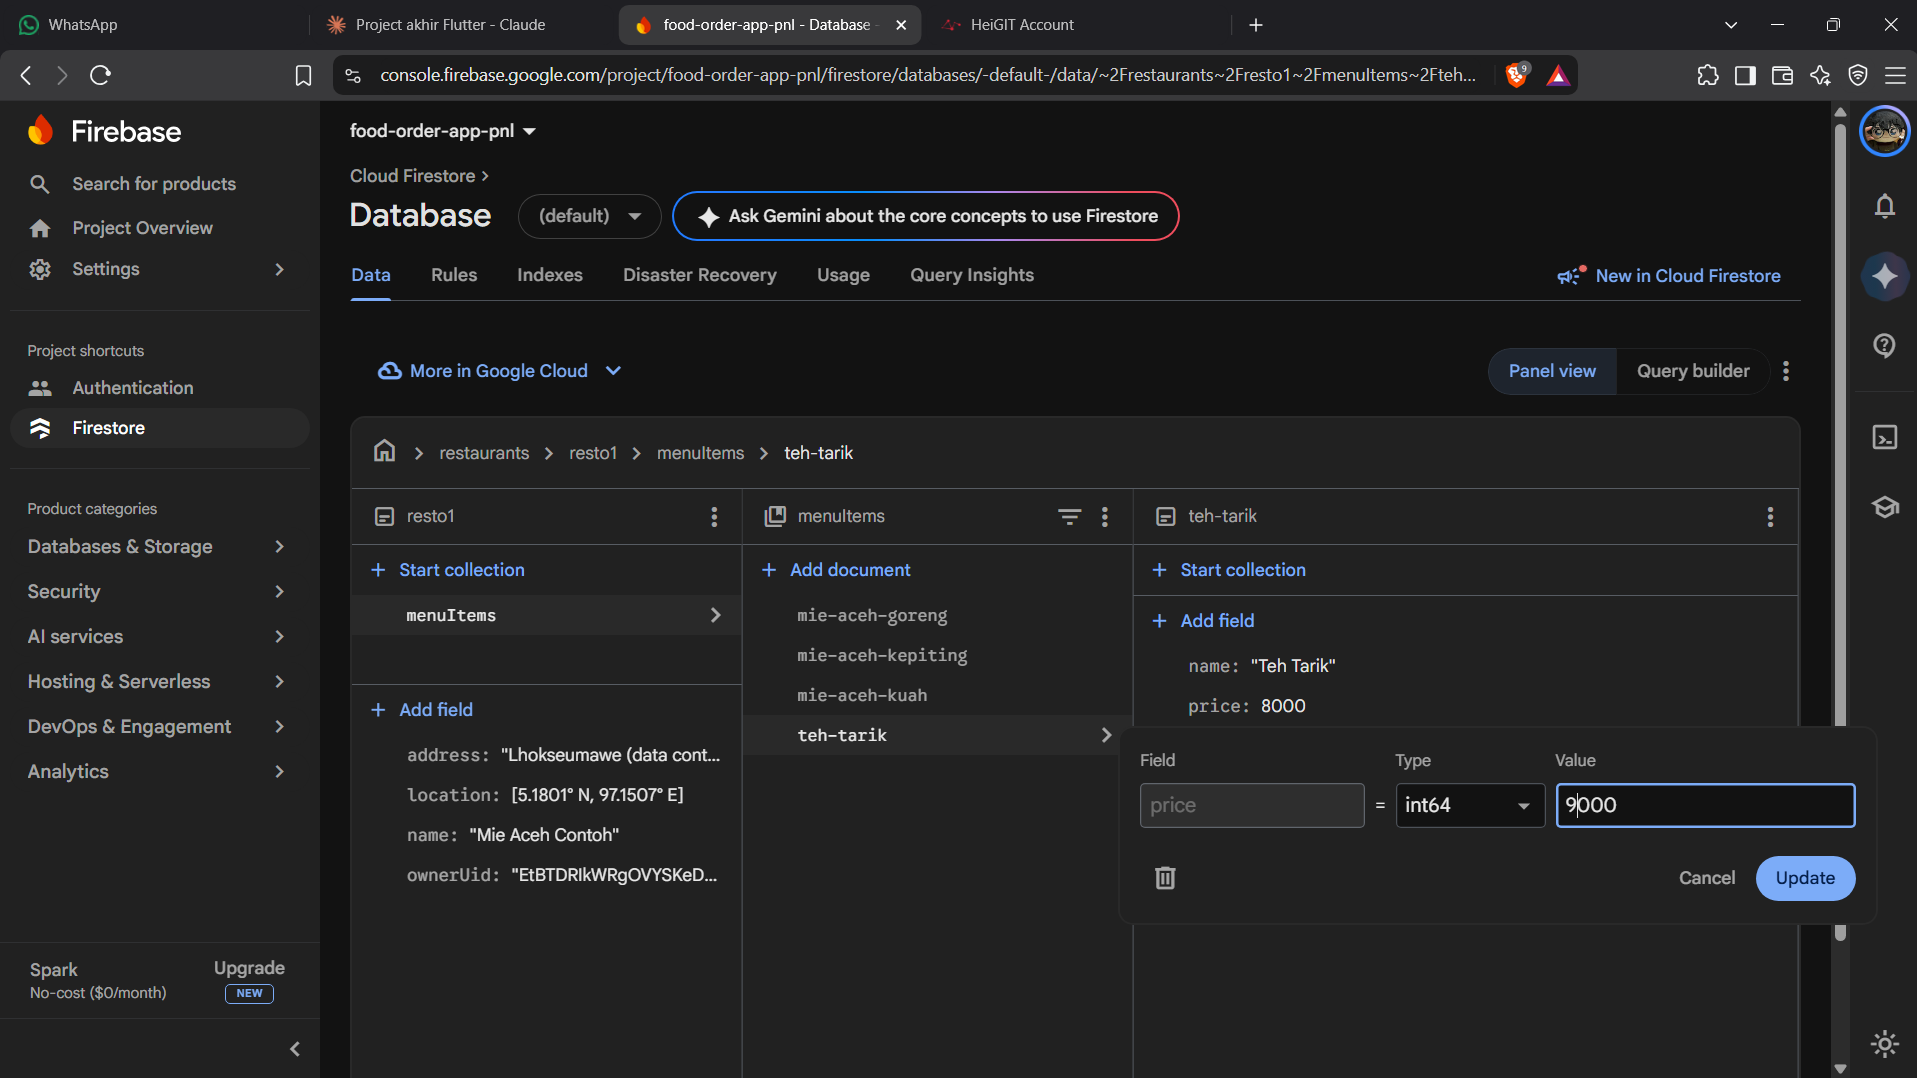 WhatsApp
Project akhir Flutter - Claude
food-order-app-pnl - Database -
HeiGIT Account
console.firebase.google.com/project/food-order-app-pnl/firestore/databases/-default-/data/~2Frestaurants~2Fresto1~2FmenuItems~2Fteh...
9
Firebase
Search for products
Project Overview
Settings
Project shortcuts
Authentication
Firestore
Product categories
Databases & Storage
Security
AI services
Hosting & Serverless
DevOps & Engagement
Analytics
Spark
No-cost ($0/month)
Upgrade
NEW
food-order-app-pnl
Cloud Firestore
Database
(default)
Ask Gemini about the core concepts to use Firestore
Data
Rules
Indexes
Disaster Recovery
Usage
Query Insights
New in Cloud Firestore
More in Google Cloud
Panel view
Query builder
restaurants
resto1
menuItems
teh-tarik
resto1
Start collection
menuItems
Add field
address: "Lhokseumawe (data cont...
location: [5.1801° N, 97.1507° E]
name: "Mie Aceh Contoh"
ownerUid: "EtBTDRIkWRgOVYSKeD...
menuItems
Add document
mie-aceh-goreng
mie-aceh-kepiting
mie-aceh-kuah
teh-tarik
teh-tarik
Start collection
Add field
name: "Teh Tarik"
price: 8000
Field
Type
Value
price
=
int64
9000
Cancel
Update